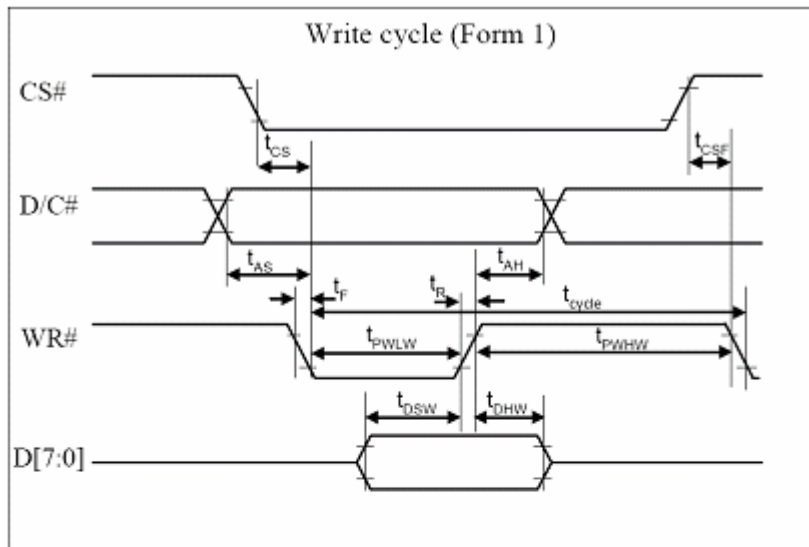 Write cycle (Form 1)
CS#
tCS
tCSF
D/C#
tAS
tAH
tF
tR
tcycle
WR#
tPWLW
tPWHW
tDSW
tDHW
D[7:0]